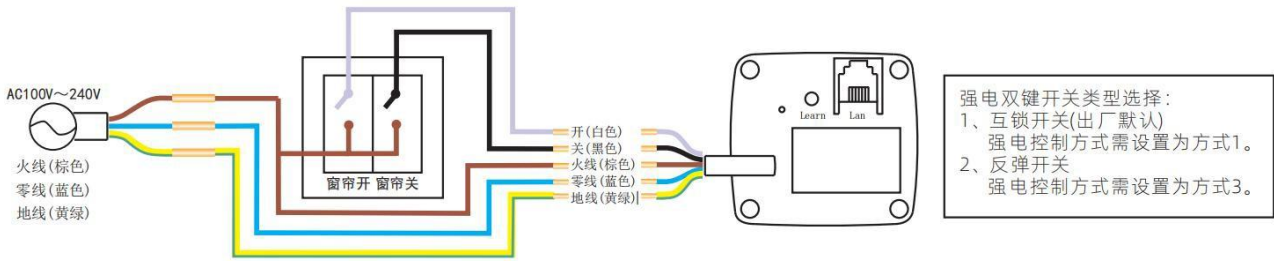 AC100V～240V
火线(棕色)
零线(蓝色)
地线(黄绿)
窗帘开 窗帘关
开(白色)
关(黑色)
火线(棕色)
零线(蓝色)
地线(黄绿)
Learn Lan
强电双键开关类型选择：
1、互锁开关(出厂默认)
强电控制方式需设置为方式1。
2、反弹开关
强电控制方式需设置为方式3。